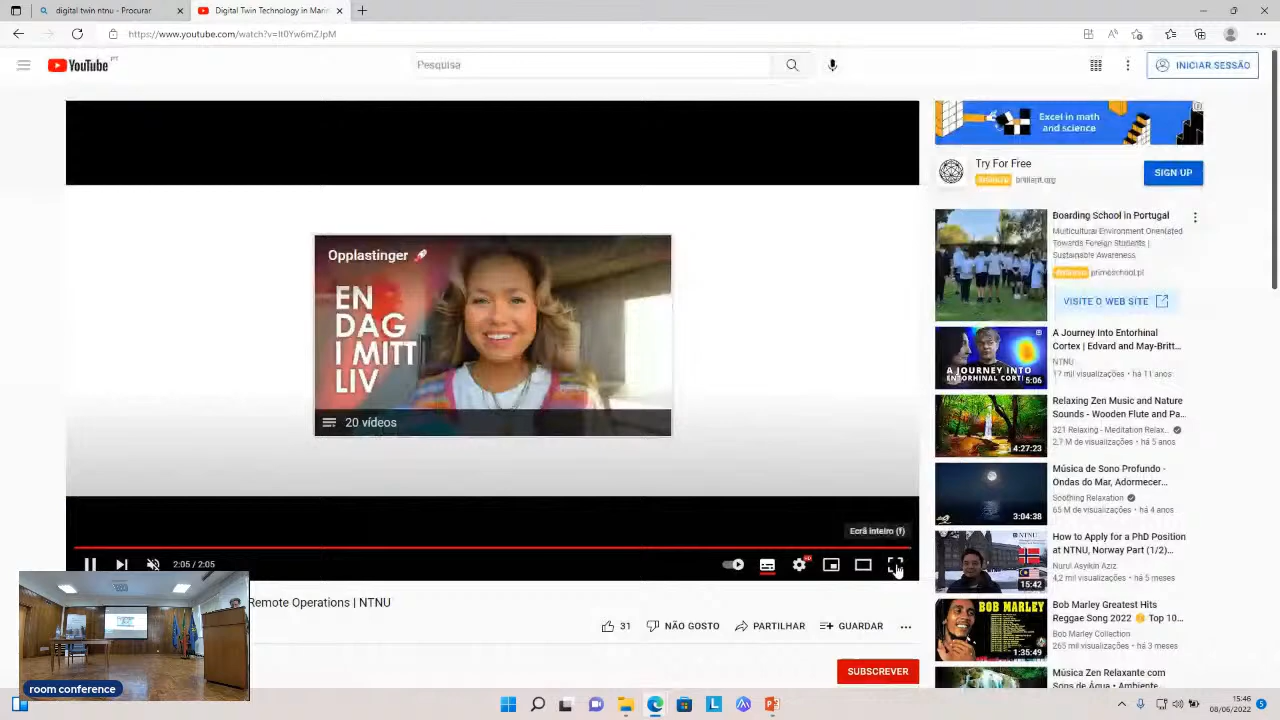 digital twin ntnu - Procurar
Digital Twin Technology in Mari
https://www.youtube.com/watch?v=lt0Yw6mZJpM
YouTube PT
Pesquisa
INICIAR SESSÃO
Opplastinger 🚀
EN
DAG
I MITT
LIV
20 vídeos
Ecrã inteiro (f)
2:05 / 2:05
Remote Operations | NTNU
31
NÃO GOSTO
PARTILHAR
GUARDAR
SUBSCREVER
Excel in math
and science
Try For Free
brilliant.org
SIGN UP
Boarding School in Portugal
Multicultural Environment Orientated
Towards Foreign Students |
Sustainable Awareness
primeschool.pl
VISITE O WEB SITE
A JOURNEY INTO
ENTORHINAL CORT
5:06
A Journey Into Entorhinal
Cortex | Edvard and May-Britt...
NTNU
17 mil visualizações • há 11 anos
4:27:23
Relaxing Zen Music and Nature
Sounds - Wooden Flute and Pa...
321 Relaxing - Meditation Relax...
2,7 M de visualizações • há 5 anos
3:04:38
Música de Sono Profundo -
Ondas do Mar, Adormecer...
Soothing Relaxation
65 M de visualizações • há 4 anos
NTNU
15:42
How to Apply for a PhD Position
at NTNU, Norway Part (1/2)...
Nurul Asyikin Aziz
4,2 mil visualizações • há 5 meses
BOB MARLEY
1:35:49
Bob Marley Greatest Hits
Reggae Song 2022 👏 Top 10...
Bob Marley Collection
265 mil visualizações • há 3 meses
Música Zen Relaxante com
Sons de Água • Ambiente
room conference
15:46
08/06/2022
5